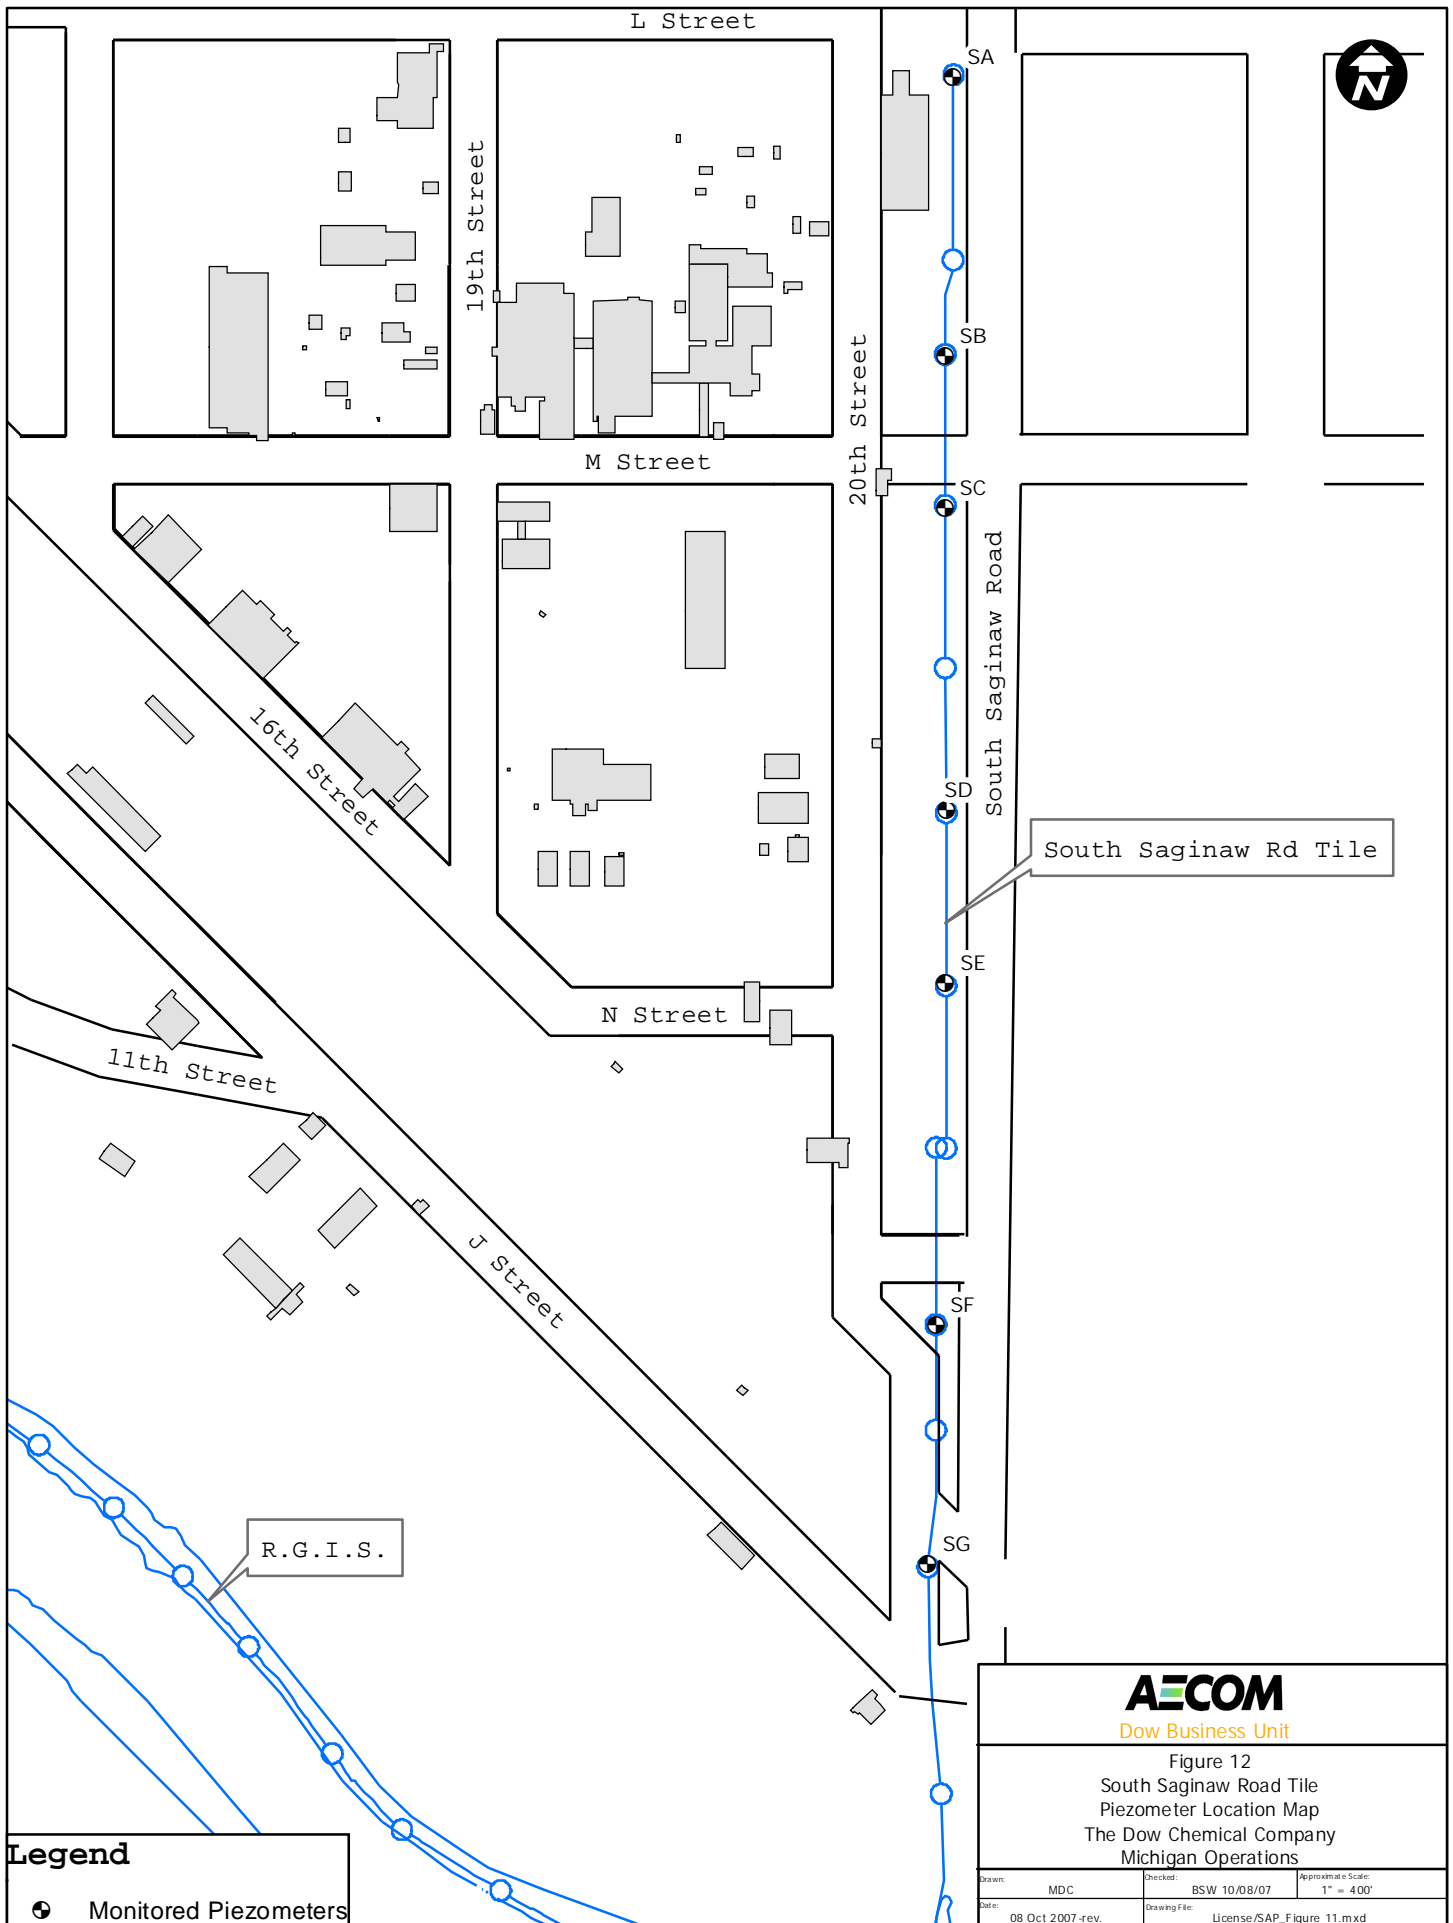 L Street
SA
N
19th Street
SB
20th Street
M Street
SC
South Saginaw Road
16th Street
SD
South Saginaw Rd Tile
SE
N Street
11th Street
J Street
SF
SG
R.G.I.S.
AECOM
Dow Business Unit
Figure 12
South Saginaw Road Tile
Piezometer Location Map
The Dow Chemical Company
Michigan Operations
Drawn:
MDC
Checked:
BSW 10/08/07
Approximate Scale:
1" = 400'
Date:
08 Oct 2007-rev.
Drawing File:
License/SAP_Figure 11.mxd
Legend
Monitored Piezometers